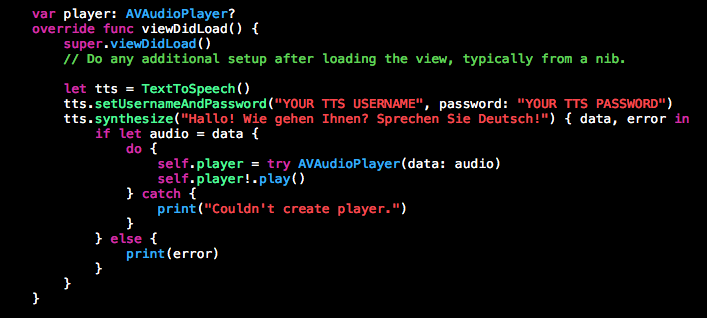 var player: AVAudioPlayer?
override func viewDidLoad() {
super.viewDidLoad()
// Do any additional setup after loading the view, typically from a nib.
let tts = TextToSpeech()
tts.setUsernameAndPassword("YOUR TTS USERNAME", password: "YOUR TTS PASSWORD")
tts.synthesize("Hallo! Wie gehen Ihnen? Sprechen Sie Deutsch!") { data, error in
if let audio = data {
do {
self.player = try AVAudioPlayer(data: audio)
self.player!.play()
} catch {
print("Couldn't create player.")
}
} else {
print(error)
}
}
}